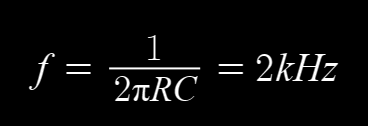 f = 1/2πRC = 2kHz